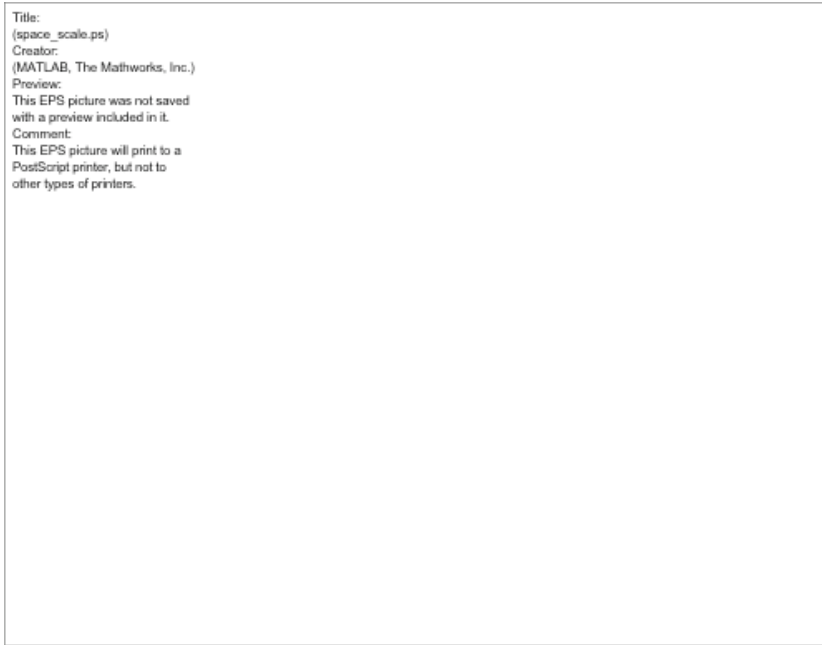 Title:
(space_scale.ps)
Creator:
(MATLAB, The Mathworks, Inc.)
Preview:
This EPS picture was not saved
with a preview included in it.
Comment:
This EPS picture will print to a
PostScript printer, but not to
other types of printers.